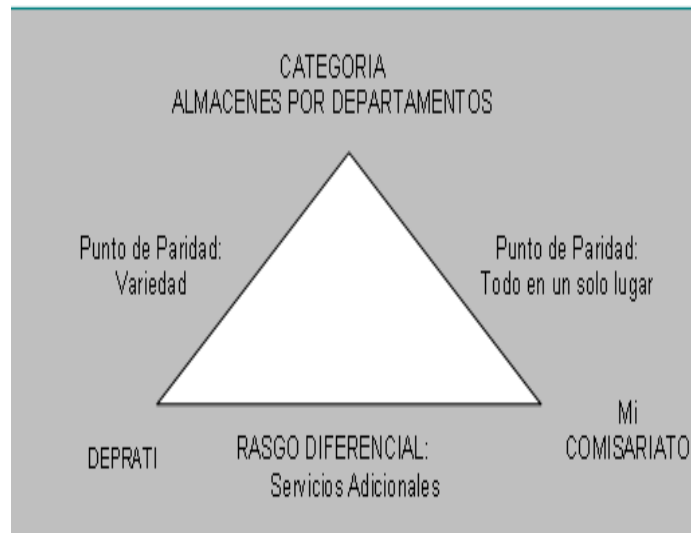 CATEGORIA
ALMACENES POR DEPARTAMENTOS
Punto de Paridad:
Variedad
Punto de Paridad:
Todo en un solo lugar
DEPRATI
RASGO DIFERENCIAL:
Servicios Adicionales
Mi
COMISARIATO